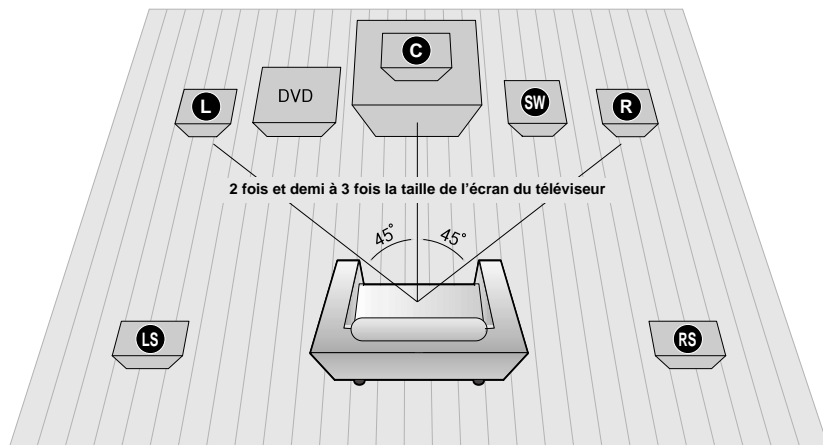 C
L
DVD
SW
R
2 fois et demi à 3 fois la taille de l'écran du téléviseur
45˚
45˚
LS
RS